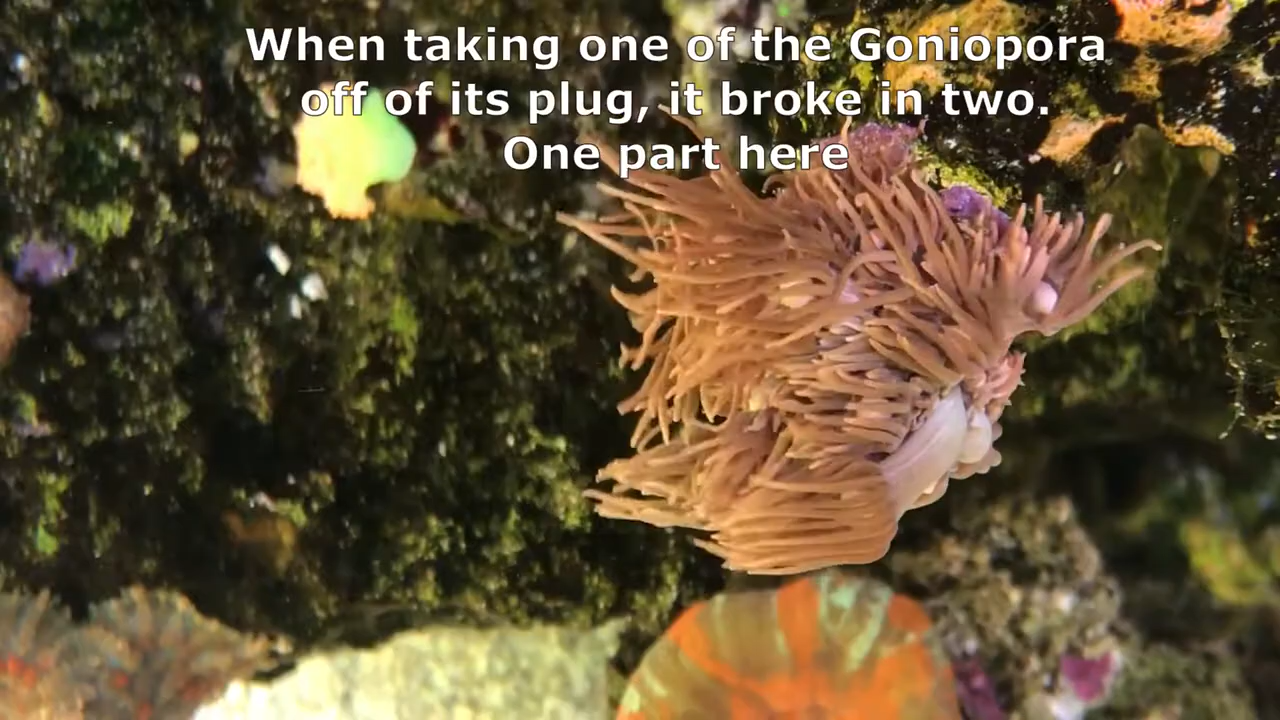 When taking one of the Goniopora
off of its plug, it broke in two.
One part here